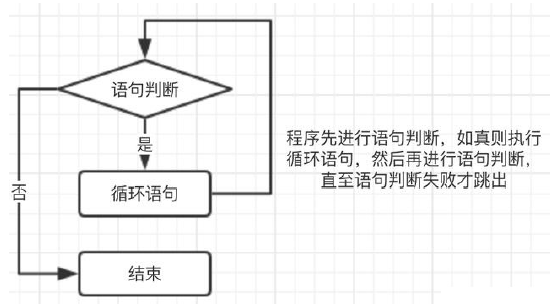 语句判断
是
程序先进行语句判断，如真则执行
循环语句，然后再进行语句判断，
直至语句判断失败才跳出
循环语句
否
结束